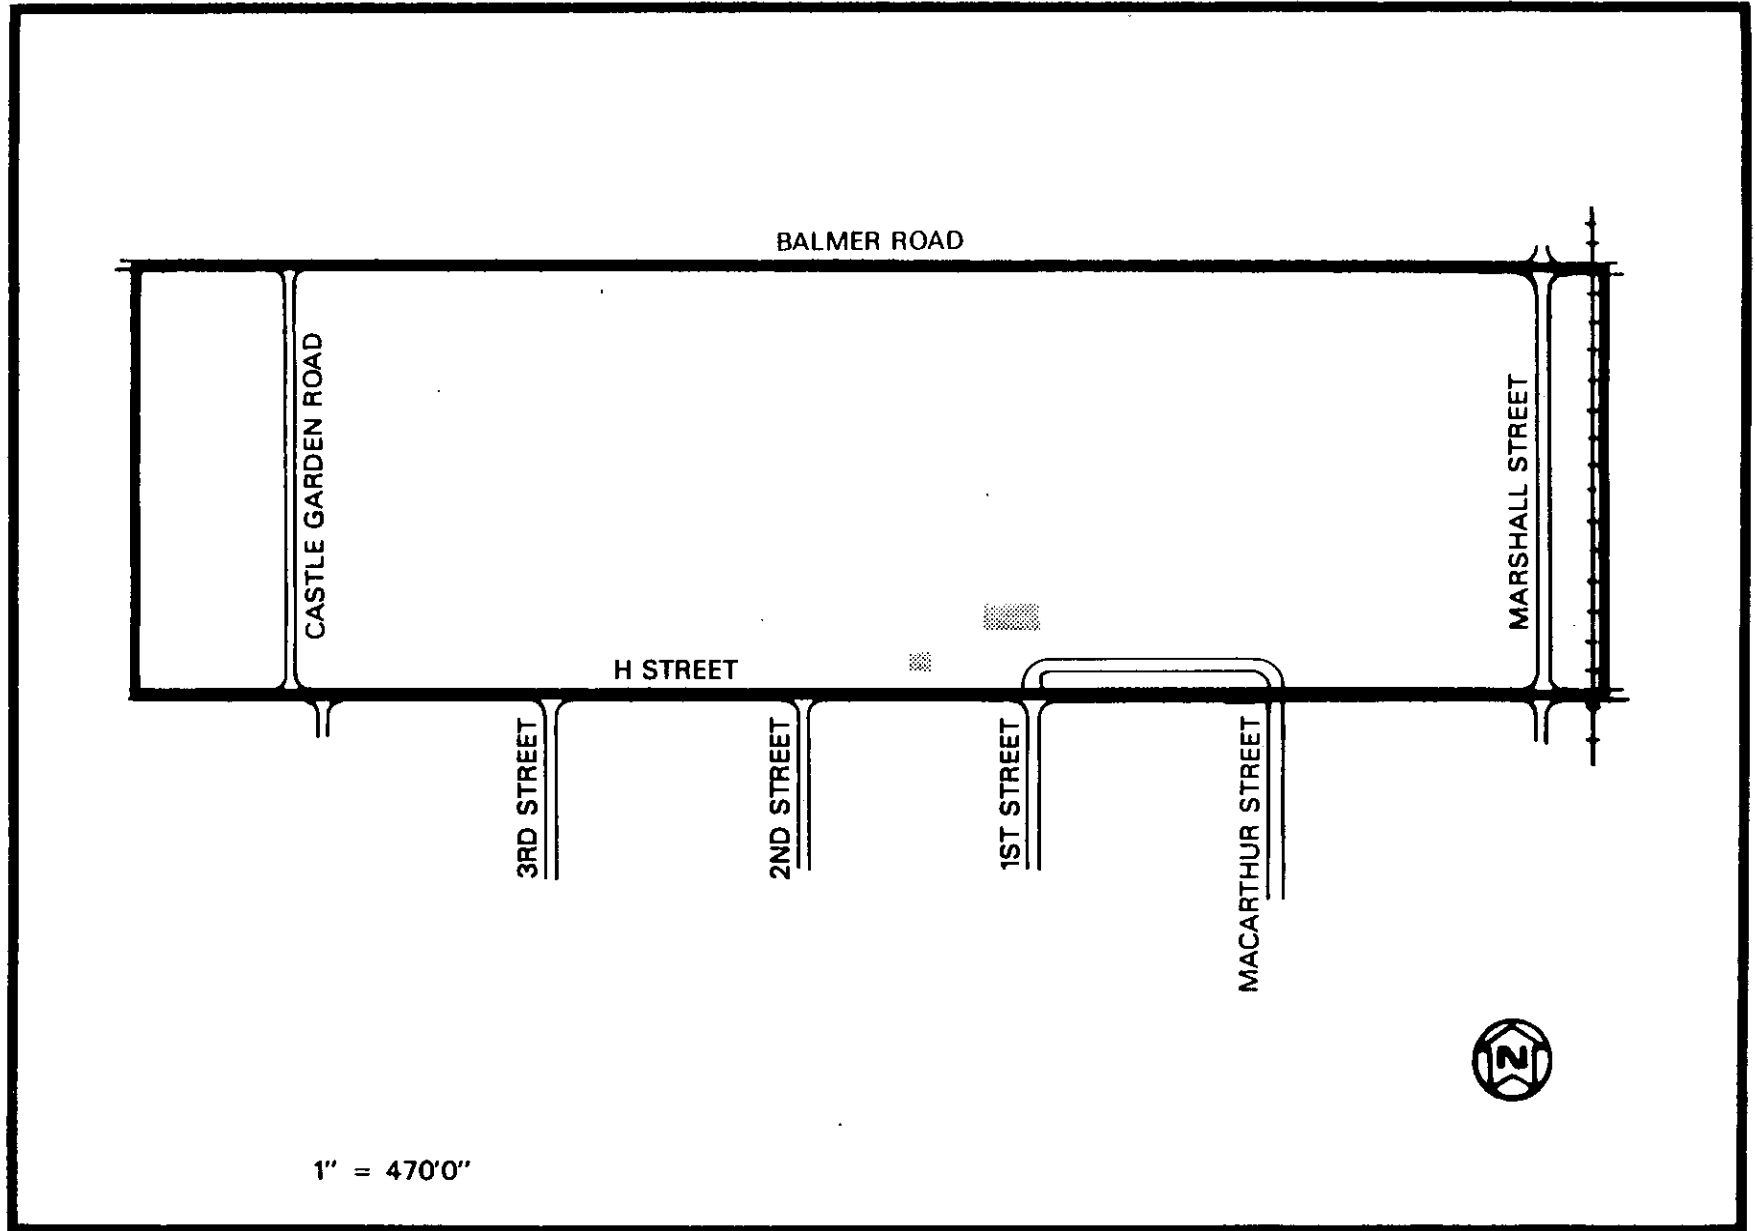 BALMER ROAD
CASTLE GARDEN ROAD
MARSHALL STREET
H STREET
3RD STREET
2ND STREET
1ST STREET
MACARTHUR STREET
N
1" = 470'0"